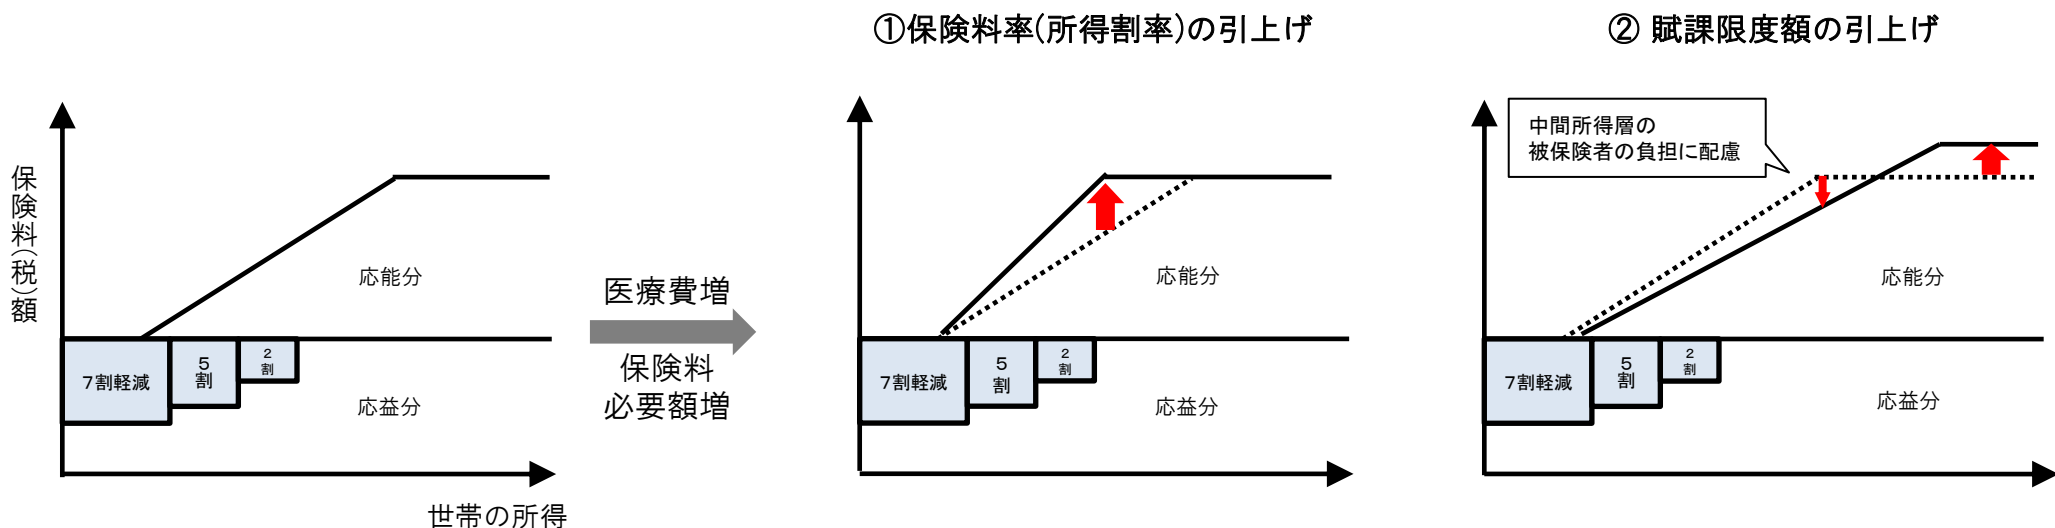 保険料(税)額
7割軽減
5
割
2
割
応能分
応益分
世帯の所得
医療費増
保険料
必要額増
①保険料率(所得割率)の引上げ
7割軽減
5
割
2
割
応能分
応益分
② 賦課限度額の引上げ
中間所得層の
被保険者の負担に配慮
7割軽減
5
割
2
割
応能分
応益分